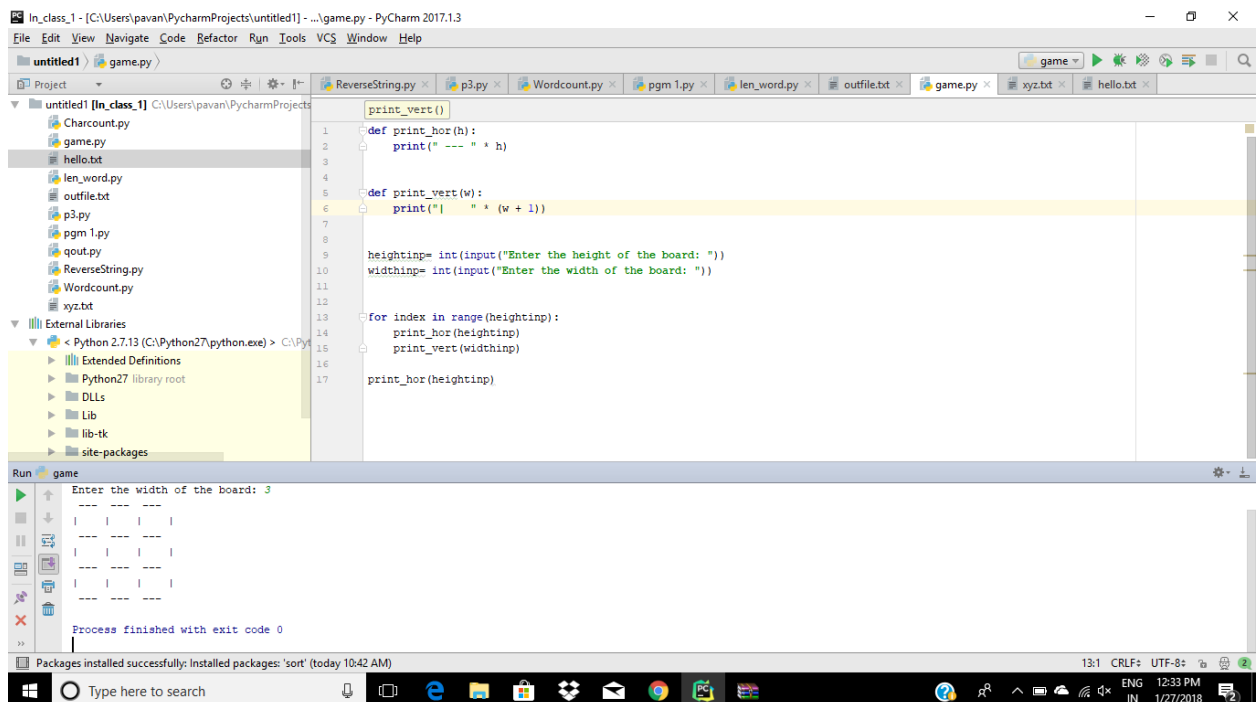 In_class_1 - [C:\Users\pavan\PycharmProjects\untitled1] - ...\game.py - PyCharm 2017.1.3
File Edit View Navigate Code Refactor Run Tools VCS Window Help
untitled1 game.py game
Project ReverseString.py p3.py Wordcount.py pgm 1.py len_word.py outfile.txt game.py xyz.txt hello.txt
untitled1 [In_class_1] C:\Users\pavan\PycharmProjects
Charcount.py
game.py
hello.txt
len_word.py
outfile.txt
p3.py
pgm 1.py
qout.py
ReverseString.py
Wordcount.py
xyz.txt
External Libraries
< Python 2.7.13 (C:\Python27\python.exe) > C:\Pyt
Extended Definitions
Python27 library root
DLLs
Lib
lib-tk
site-packages
print_vert()
1 def print_hor(h):
2     print(" --- " * h)
3
4
5 def print_vert(w):
6     print("|    " * (w + 1))
7
8
9 heightinp= int(input("Enter the height of the board: "))
10 widthinp= int(input("Enter the width of the board: "))
11
12
13 for index in range(heightinp):
14     print_hor(heightinp)
15     print_vert(widthinp)
16
17 print_hor(heightinp)
Run game
Enter the width of the board: 3
 ---  ---  ---
|    |    |    |
 ---  ---  ---
|    |    |    |
 ---  ---  ---
|    |    |    |
 ---  ---  ---
Process finished with exit code 0
Packages installed successfully: Installed packages: 'sort' (today 10:42 AM) 13:1 CRLF UTF-8 2
Type here to search ENG 12:33 PM
IN 1/27/2018 2